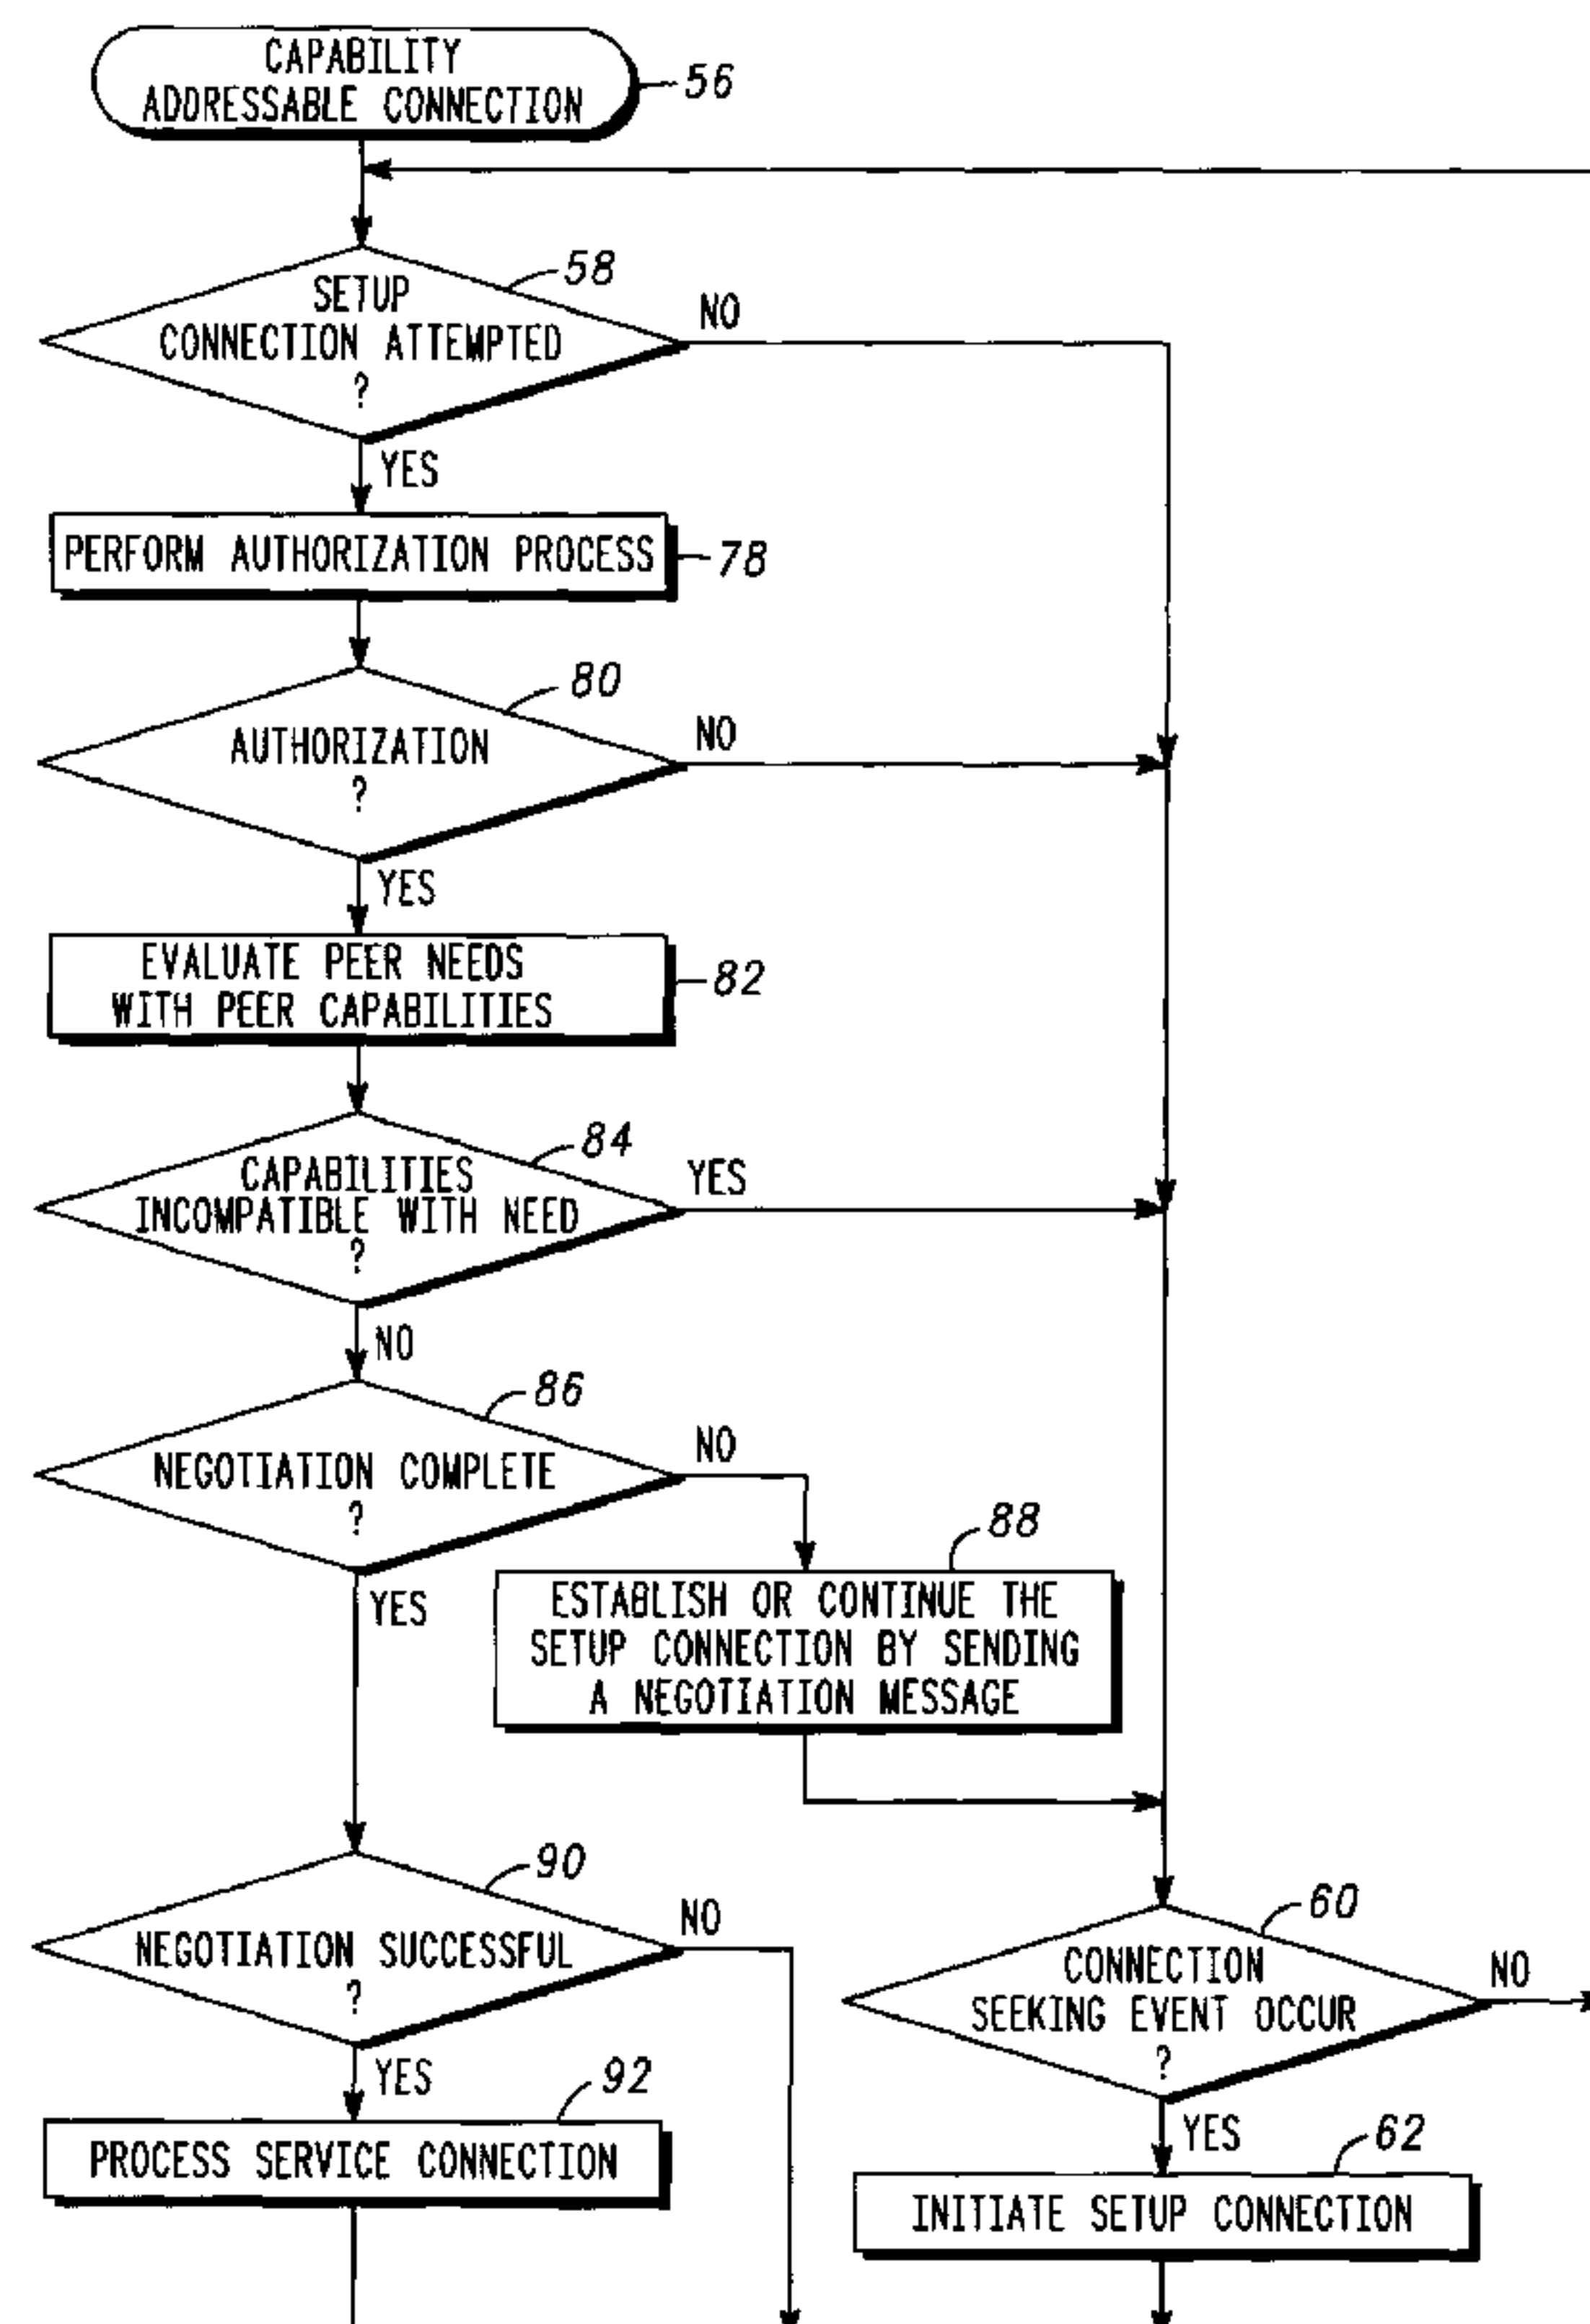 CAPABILITY
ADDRESSABLE CONNECTION
56
58
SETUP
CONNECTION ATTEMPTED
?
NO
YES
PERFORM AUTHORIZATION PROCESS
78
80
AUTHORIZATION
?
NO
YES
EVALUATE PEER NEEDS
WITH PEER CAPABILITIES
82
84
CAPABILITIES
INCOMPATIBLE WITH NEED
?
YES
NO
86
NEGOTIATION COMPLETE
?
NO
YES
88
ESTABLISH OR CONTINUE THE
SETUP CONNECTION BY SENDING
A NEGOTIATION MESSAGE
90
NEGOTIATION SUCCESSFUL
?
NO
YES
92
PROCESS SERVICE CONNECTION
60
CONNECTION
SEEKING EVENT OCCUR
?
NO
YES
62
INITIATE SETUP CONNECTION